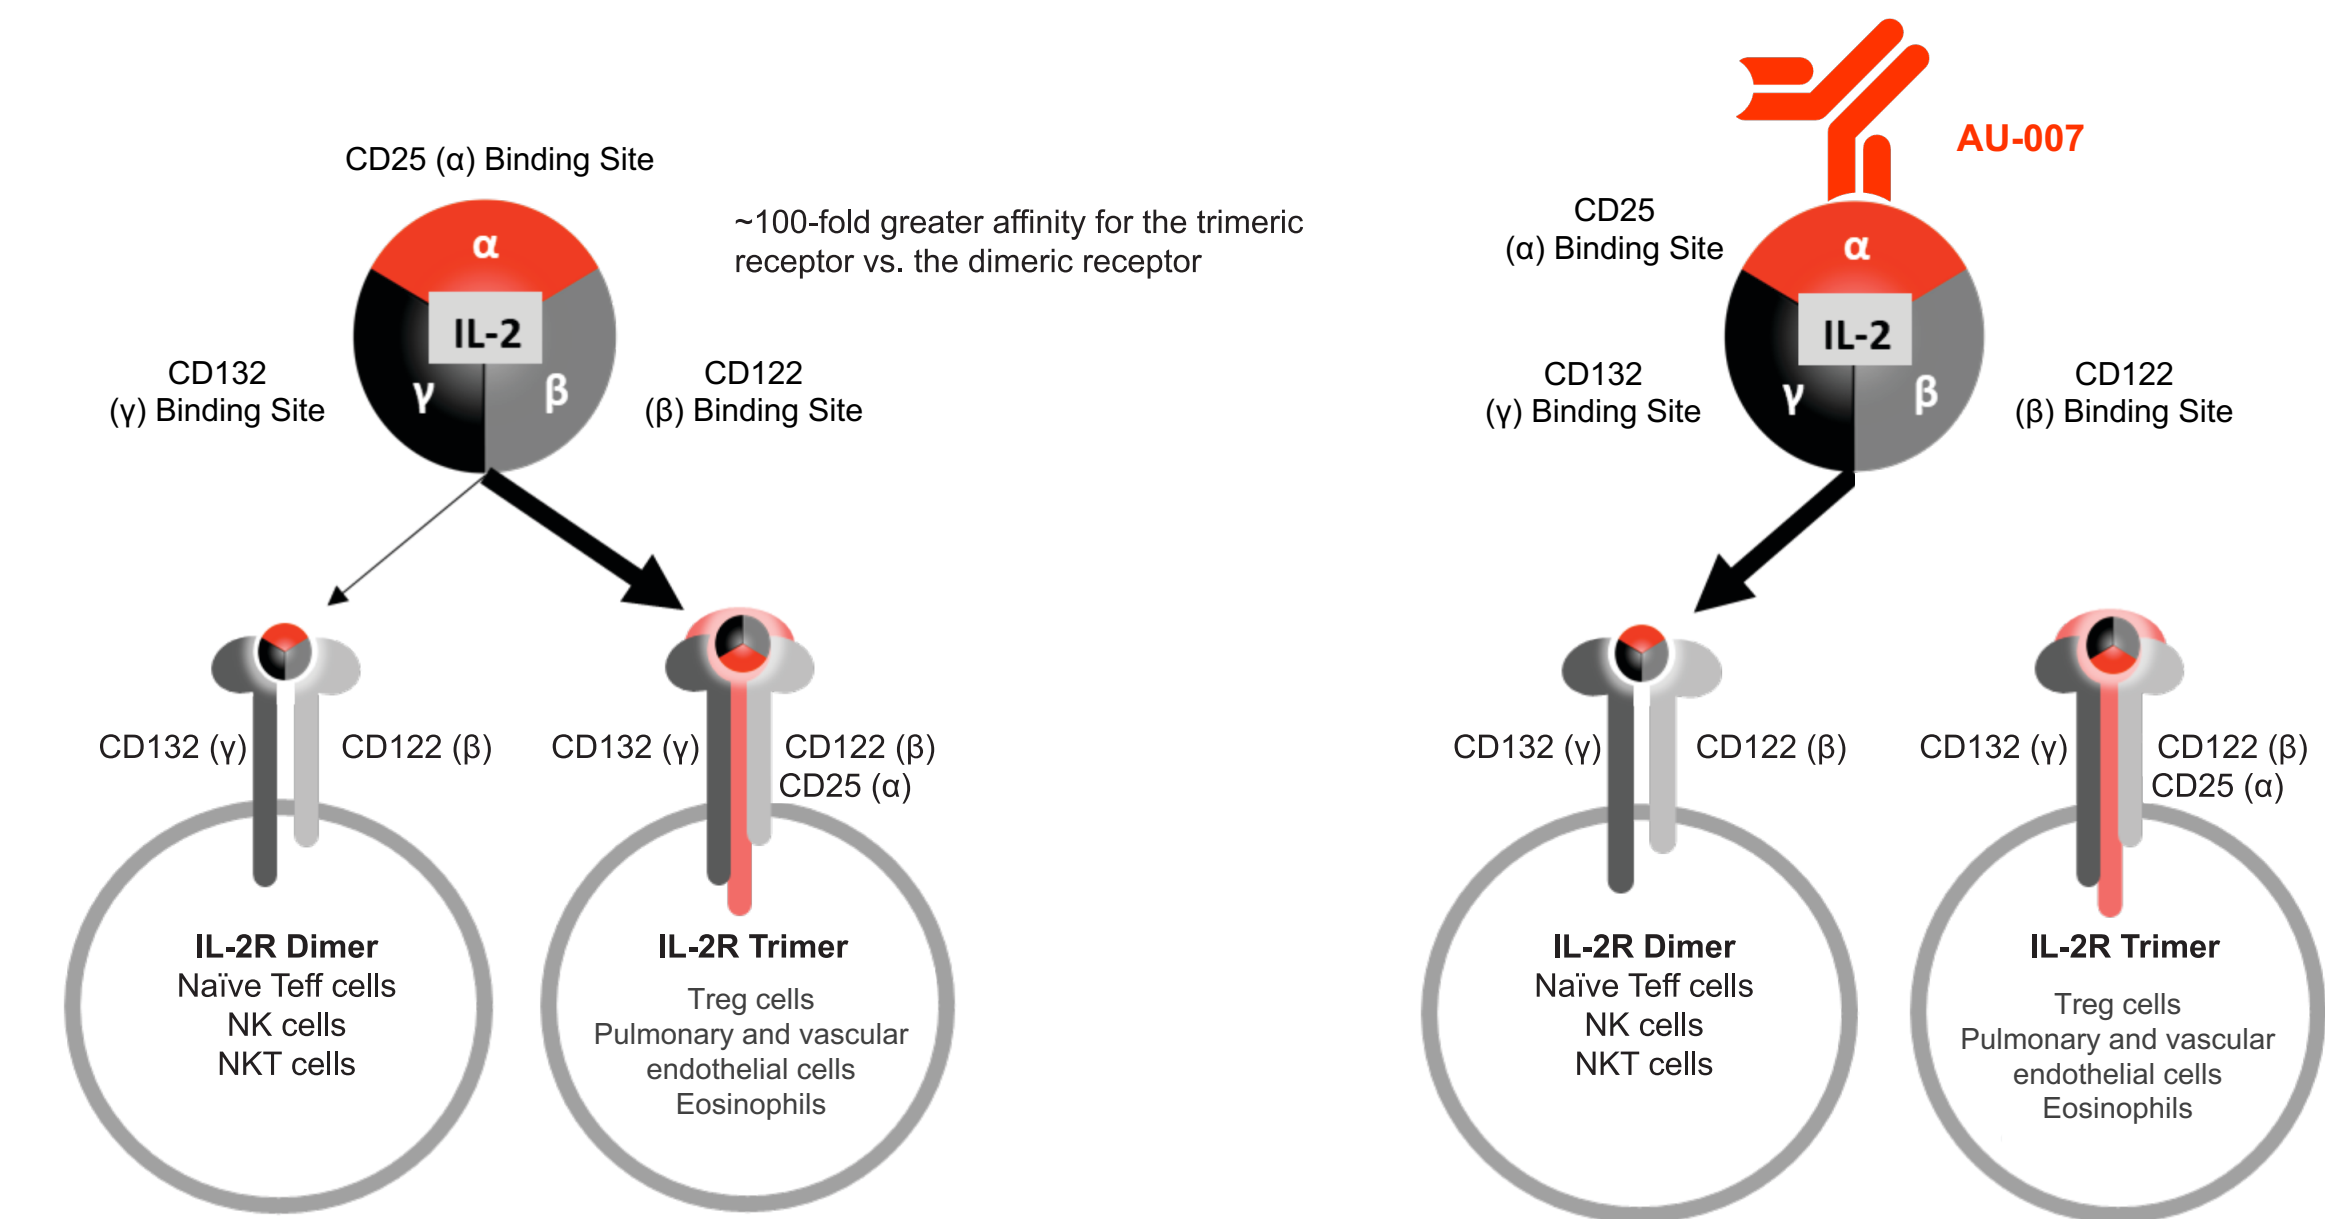 CD25 (α) Binding Site
~100-fold greater affinity for the trimeric
receptor vs. the dimeric receptor
α
IL-2
γ
β
CD132
(γ) Binding Site
CD122
(β) Binding Site
CD132 (γ)
CD122 (β)
CD132 (γ)
CD122 (β)
CD25 (α)
IL-2R Dimer
Naïve Teff cells
NK cells
NKT cells
IL-2R Trimer
Treg cells
Pulmonary and vascular
endothelial cells
Eosinophils
AU-007
CD25
(α) Binding Site
α
IL-2
γ
β
CD132
(γ) Binding Site
CD122
(β) Binding Site
CD132 (γ)
CD122 (β)
CD132 (γ)
CD122 (β)
CD25 (α)
IL-2R Dimer
Naïve Teff cells
NK cells
NKT cells
IL-2R Trimer
Treg cells
Pulmonary and vascular
endothelial cells
Eosinophils